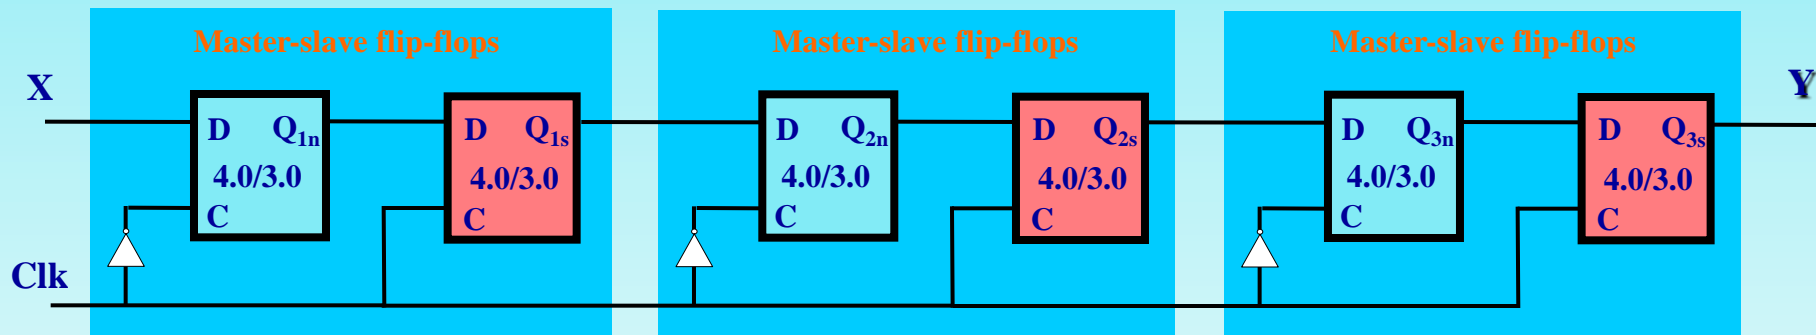 Master-slave flip-flops
Master-slave flip-flops
Master-slave flip-flops
X
Y
D Q1n
4.0/3.0
C
D Q1s
4.0/3.0
C
D Q2n
4.0/3.0
C
D Q2s
4.0/3.0
C
D Q3n
4.0/3.0
C
D Q3s
4.0/3.0
C
Clk